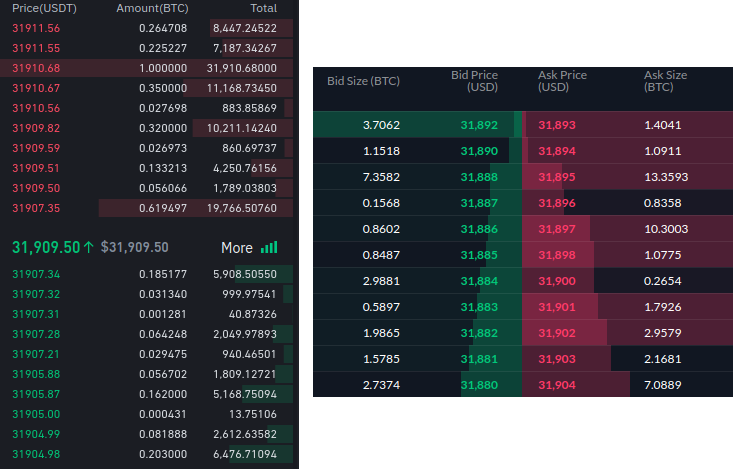 Price(USDT) Amount(BTC) Total
31911.56 0.264708 8,447.24522
31911.55 0.225227 7,187.34267
31910.68 1.000000 31,910.68000
31910.67 0.350000 11,168.73450
31910.56 0.027698 883.85869
31909.82 0.320000 10,211.14240
31909.59 0.026973 860.69737
31909.51 0.133213 4,250.76156
31909.50 0.056066 1,789.03803
31907.35 0.619497 19,766.50760
31,909.50↑ $31,909.50 More
31907.34 0.185177 5,908.50550
31907.32 0.031340 999.97541
31907.31 0.001281 40.87326
31907.28 0.064248 2,049.97893
31907.21 0.029475 940.46501
31905.88 0.056702 1,809.12721
31905.87 0.162000 5,168.75094
31905.00 0.000431 13.75106
31904.99 0.081888 2,612.63582
31904.98 0.203000 6,476.71094
Bid Size (BTC) Bid Price (USD) Ask Price (USD) Ask Size (BTC)
3.7062 31,892 31,893 1.4041
1.1518 31,890 31,894 1.0911
7.3582 31,888 31,895 13.3593
0.1568 31,887 31,896 0.8358
0.8602 31,886 31,897 10.3003
0.8487 31,885 31,898 1.0775
2.9881 31,884 31,900 0.2654
0.5897 31,883 31,901 1.7926
1.9865 31,882 31,902 2.9579
1.5785 31,881 31,903 2.1681
2.7374 31,880 31,904 7.0889